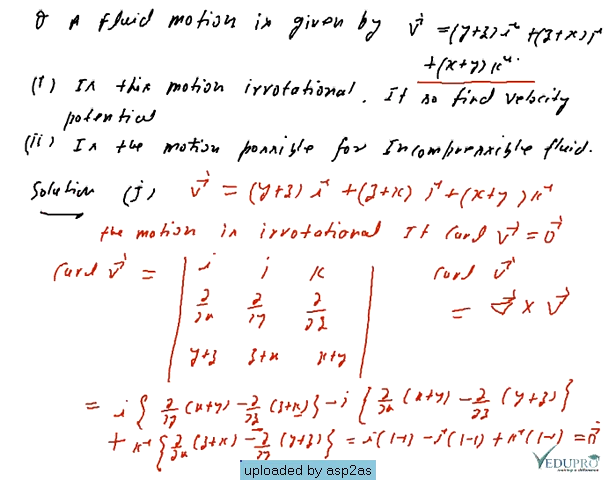 Q A fluid motion is given by v⃗ = (y+z) î + (z+x) ĵ
+ (x+y) k̂.
(i) Is this motion irrotational. If so find velocity
potential
(ii) Is the motion possible for Incompressible fluid.
Solution (i) v⃗ = (y+z) î + (z+x) ĵ + (x+y) k̂
the motion is irrotational If Curl v⃗ = 0⃗
Curl v⃗ = | i j k | Curl v⃗
| ∂/∂x ∂/∂y ∂/∂z | = ∇⃗ × v⃗
| y+z z+x x+y |
= i { ∂/∂y (x+y) - ∂/∂z (z+x) } - j { ∂/∂x (x+y) - ∂/∂z (y+z) }
+ k̂ { ∂/∂x (z+x) - ∂/∂y (y+z) } = i (1-1) - ĵ (1-1) + k̂ (1-1) = 0⃗
VEDUPRO
uploaded by asp2as